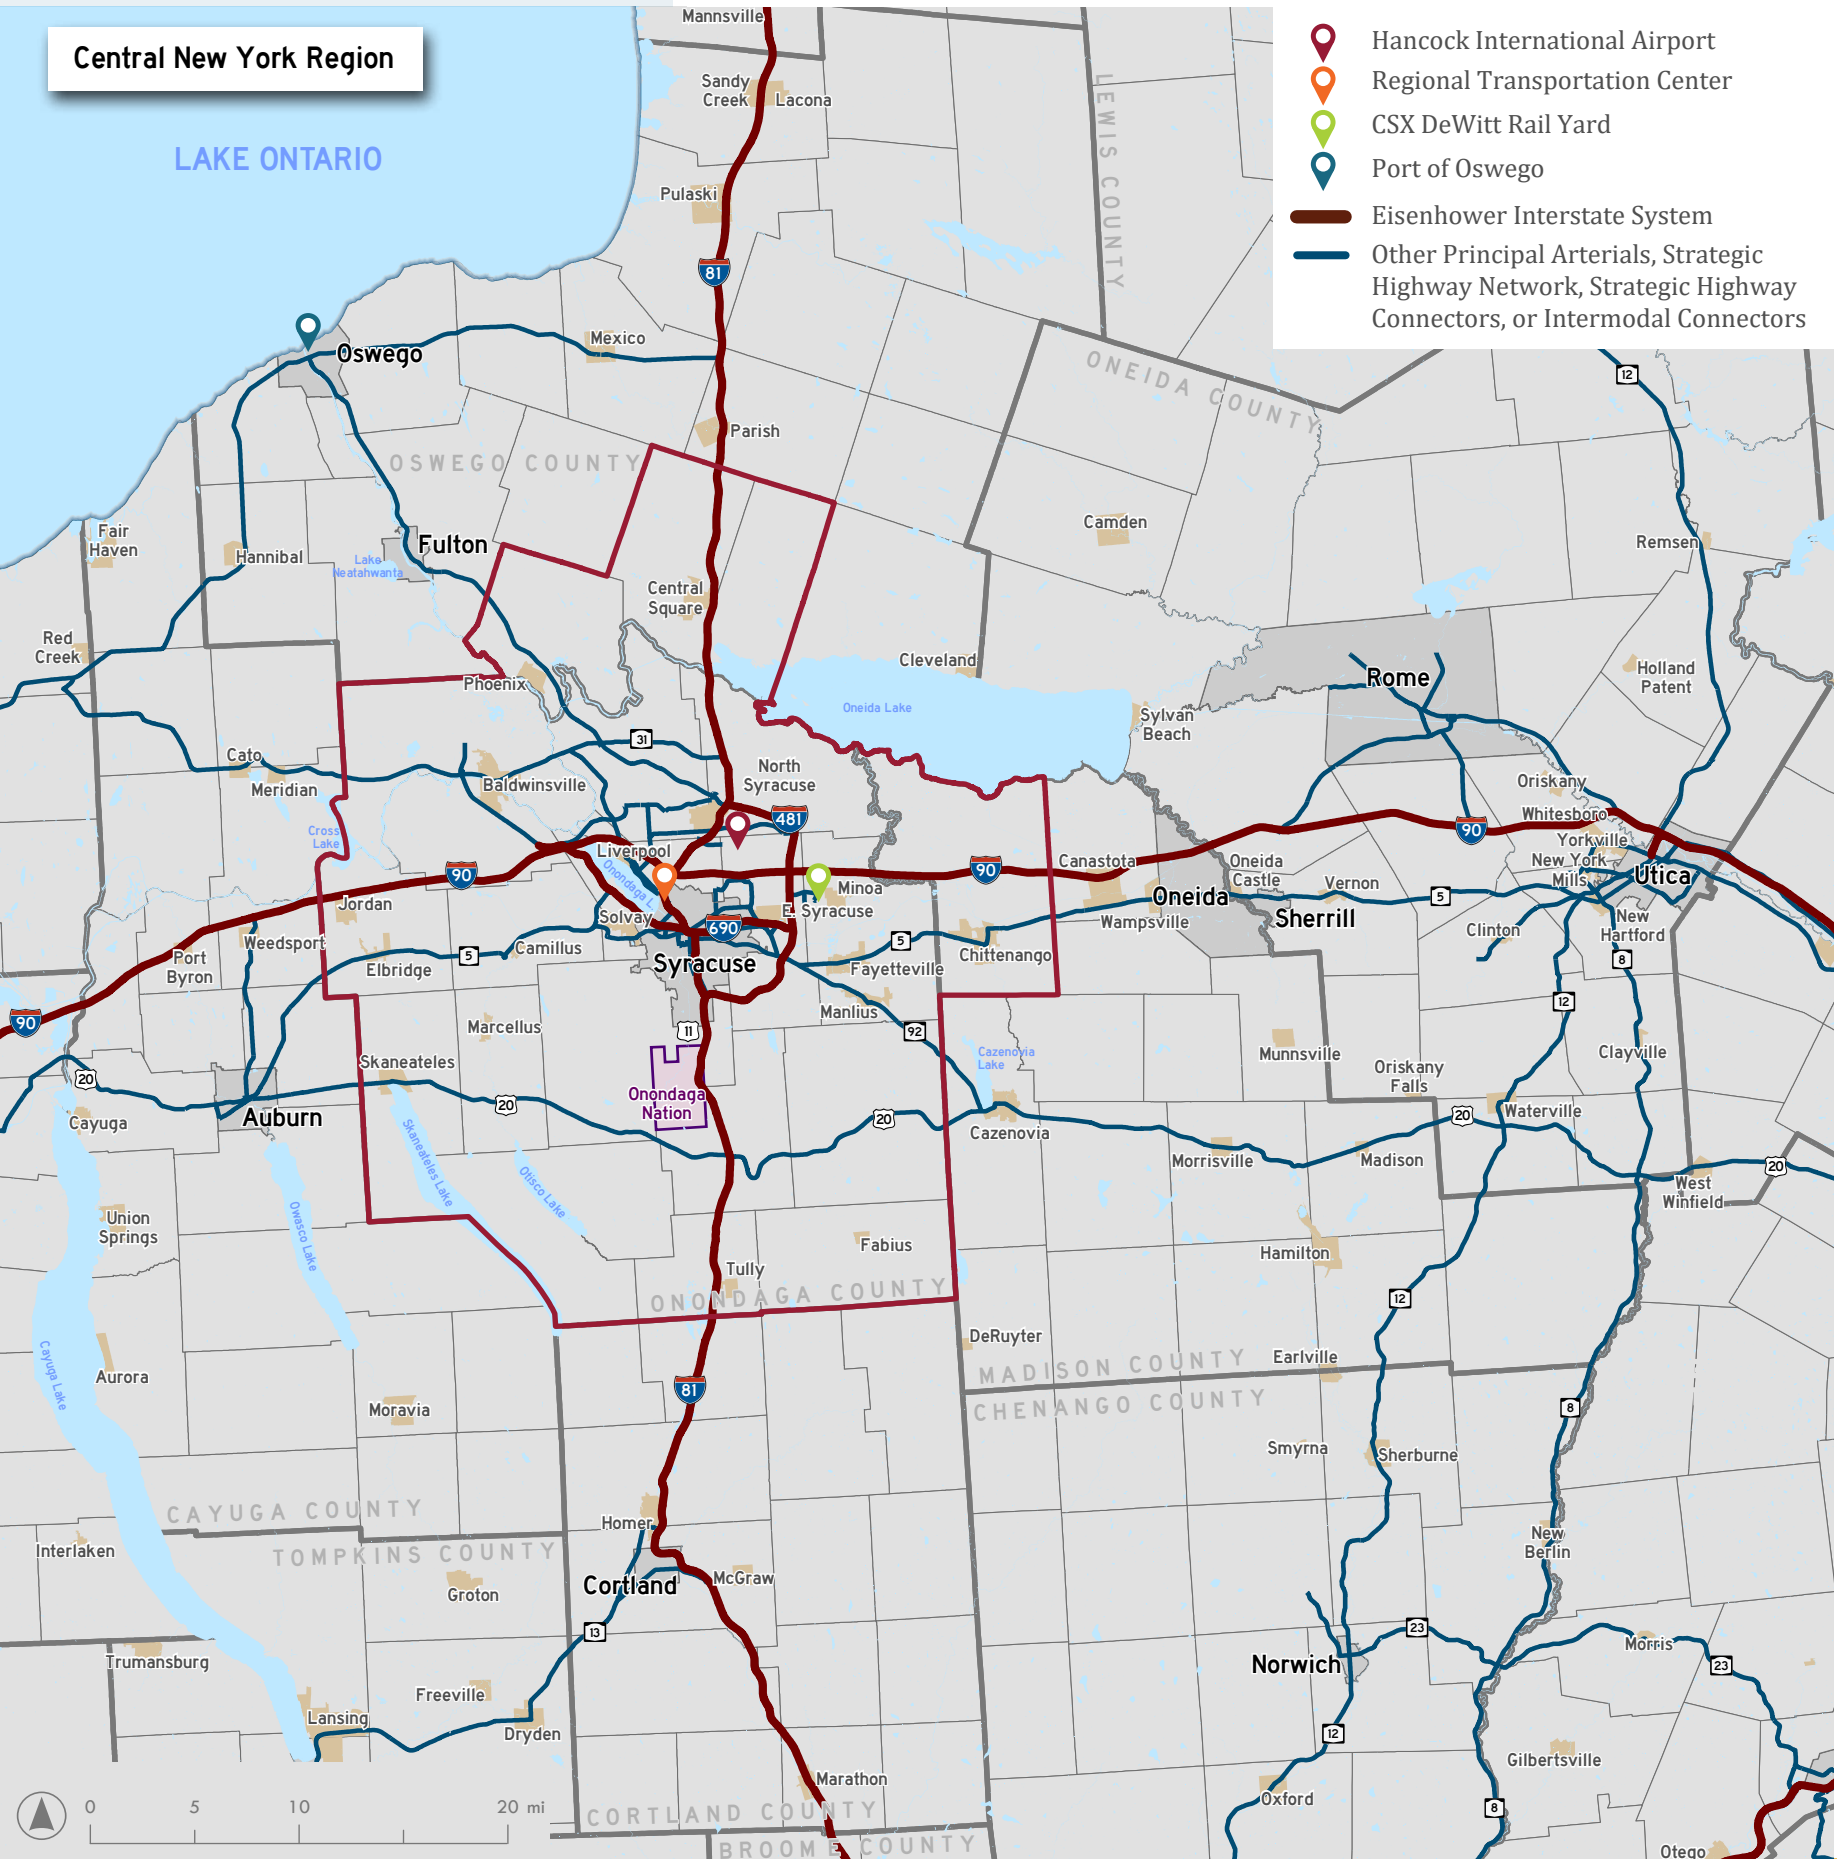 Central New York Region
Hancock International Airport
Regional Transportation Center
CSX DeWitt Rail Yard
Port of Oswego
Eisenhower Interstate System
Other Principal Arterials, Strategic
Highway Network, Strategic Highway
Connectors, or Intermodal Connectors
Mannsville
Sandy
Creek
Lacona
LEWIS COUNTY
LAKE ONTARIO
Pulaski
81
Oswego
Mexico
ONEIDA COUNTY
12
Parish
OSWEGO COUNTY
Fair
Haven
Hannibal
Fulton
Lake
Neatahwanta
Camden
Remsen
Central
Square
Red
Creek
Phoenix
Cleveland
Oneida Lake
Rome
Holland
Patent
Sylvan
Beach
31
Cato
Meridian
Baldwinsville
North
Syracuse
Oriskany
Whitesboro
481
90
Yorkville
New York
Mills
Utica
Cross
Lake
Liverpool
Onondaga L.
90
90
Canastota
Oneida
Castle
Vernon
5
Minoa
E. Syracuse
Jordan
Solvay
690
Oneida
Wampsville
Sherrill
Clinton
New
Hartford
8
Weedsport
Port
Byron
Elbridge
5
Camillus
Syracuse
5
Fayetteville
Chittenango
90
Marcellus
Manlius
11
92
12
Munnsville
Clayville
Skaneateles
Cazenovia
Lake
Oriskany
Falls
20
Cayuga
Auburn
20
Onondaga
Nation
20
Cazenovia
20
Waterville
Morrisville
Madison
20
West
Winfield
Skaneateles Lake
Otisco Lake
Owasco Lake
Union
Springs
Fabius
Hamilton
Tully
ONONDAGA COUNTY
12
Cayuga Lake
Aurora
DeRuyter
MADISON COUNTY
Earlville
CHENANGO COUNTY
81
Moravia
8
Smyrna
Sherburne
CAYUGA COUNTY
TOMPKINS COUNTY
Interlaken
Homer
New
Berlin
Groton
Cortland
McGraw
13
23
Trumansburg
Norwich
Morris
23
Freeville
Lansing
Dryden
12
Gilbertsville
Marathon
Oxford
8
CORTLAND COUNTY
BROOME COUNTY
Otego
0 5 10 20 mi